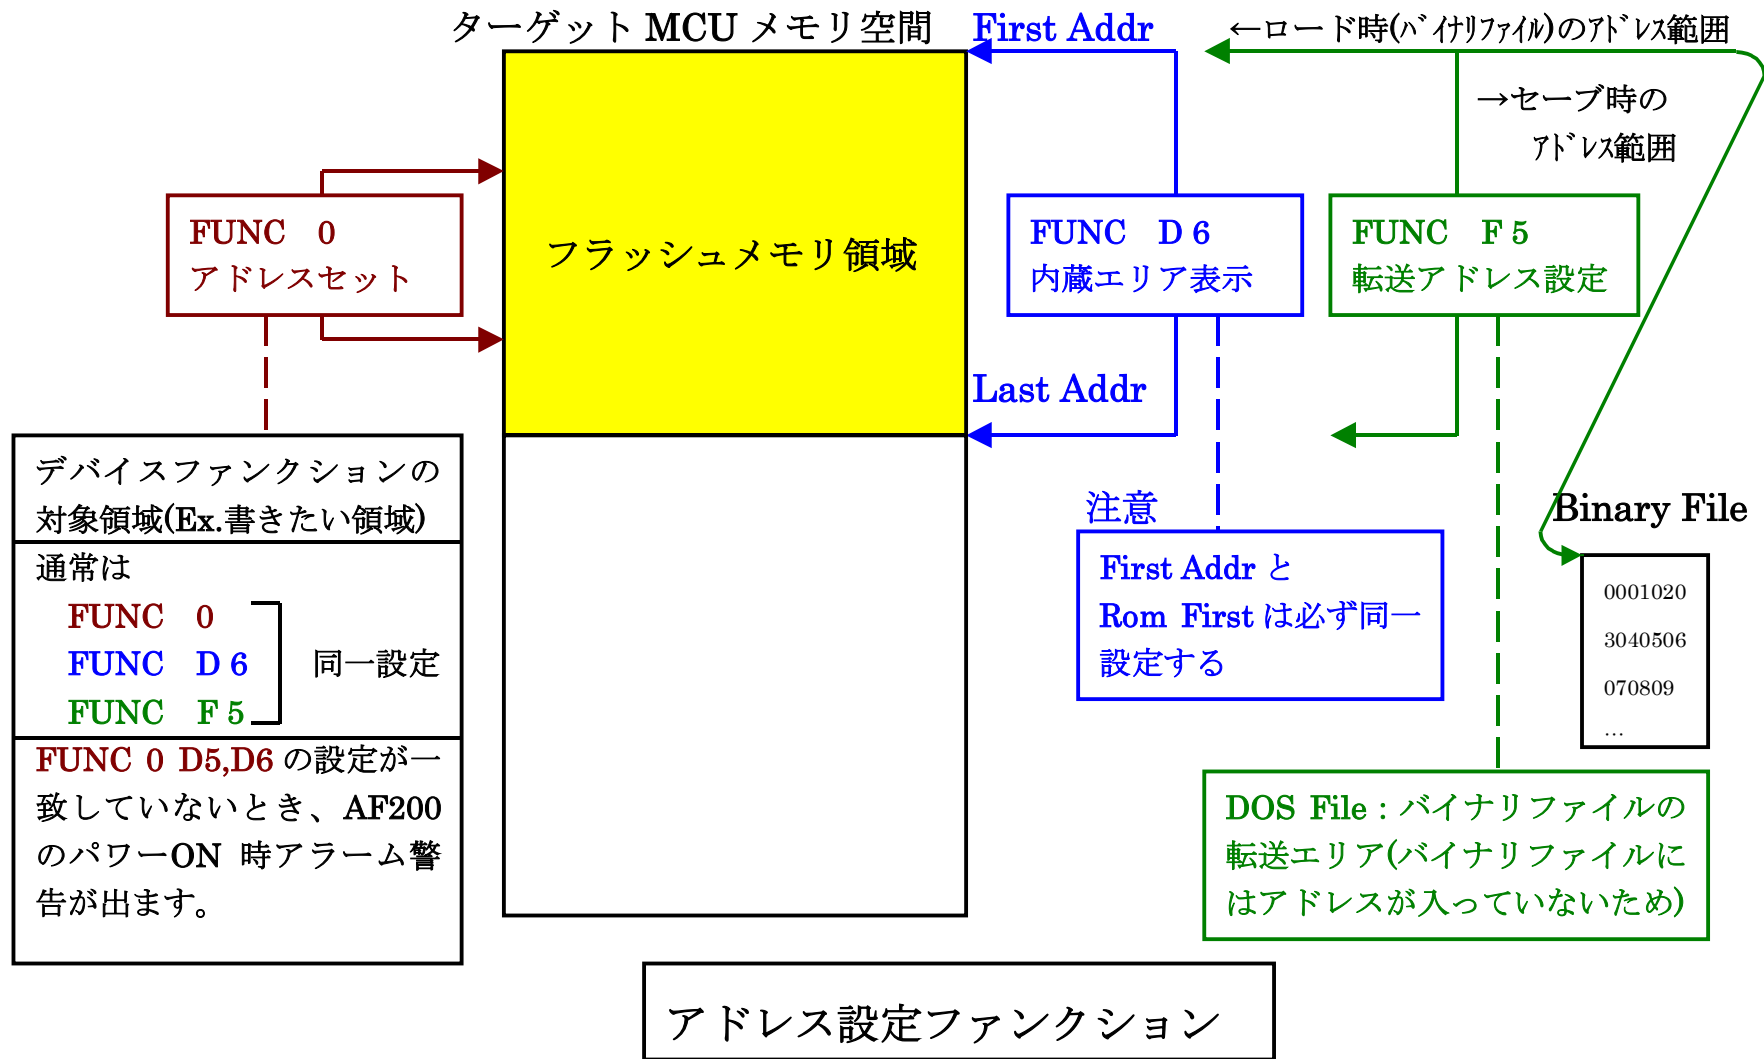 ターゲット MCU メモリ空間
First Addr
←ロード時(ﾊﾞｲﾅﾘﾌｧｲﾙ)のｱﾄﾞﾚｽ範囲
→セーブ時の
ｱﾄﾞﾚｽ範囲
FUNC 0
アドレスセット
フラッシュメモリ領域
FUNC D 6
内蔵エリア表示
FUNC F 5
転送アドレス設定
Last Addr
デバイスファンクションの
対象領域(Ex.書きたい領域)
通常は
FUNC 0
FUNC D 6
FUNC F 5
同一設定
FUNC 0 D5,D6 の設定が一
致していないとき、AF200
のパワーON 時アラーム警
告が出ます。
注意
First Addr と
Rom First は必ず同一
設定する
Binary File
0001020
3040506
070809
…
DOS File : バイナリファイルの
転送エリア(バイナリファイルに
はアドレスが入っていないため)
アドレス設定ファンクション